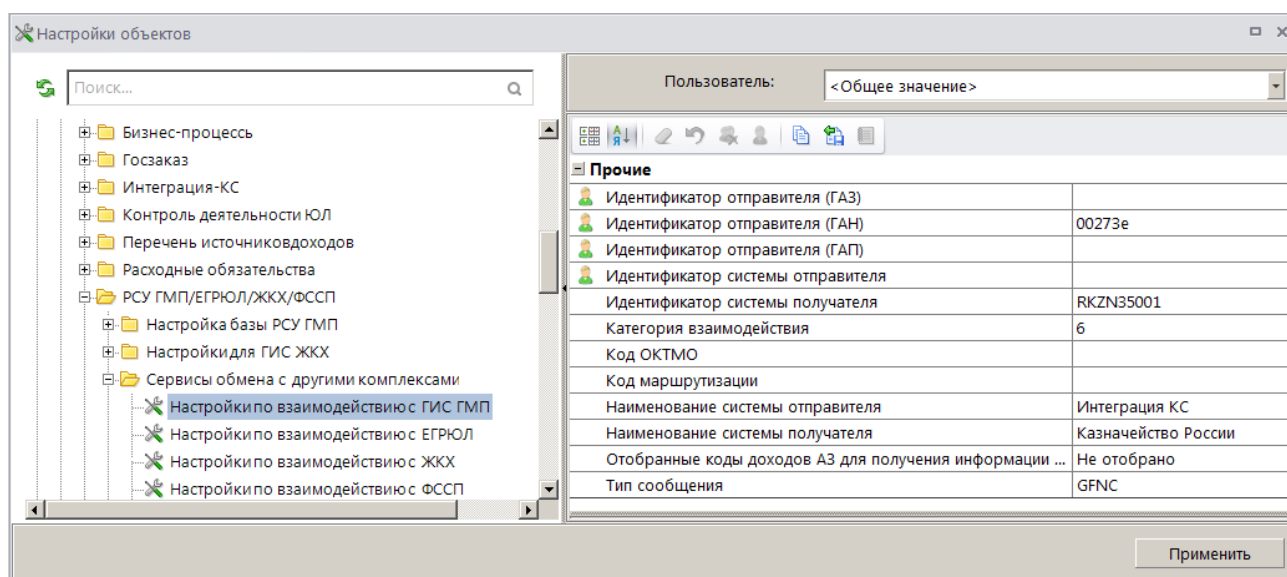 Настройки объектов
Поиск...
Бизнес-процессь
Госзаказ
Интеграция-КС
Контроль деятельности ЮЛ
Перечень источниковдоходов
Расходные обязательства
РСУ ГМП/ЕГРЮЛ/ЖКХ/ФССП
Настройка базы РСУ ГМП
Настройки для ГИС ЖКХ
Сервисы обмена с другими комплексами
Настройки по взаимодействию с ГИС ГМП
Настройки по взаимодействию с ЕГРЮЛ
Настройки по взаимодействию с ЖКХ
Настройки по взаимодействию с ФССП
Пользователь: <Общее значение>
Прочие
Идентификатор отправителя (ГАЗ)
Идентификатор отправителя (ГАН) 00273e
Идентификатор отправителя (ГАП)
Идентификатор системы отправителя
Идентификатор системы получателя RKZN35001
Категория взаимодействия 6
Код ОКТМО
Код маршрутизации
Наименование системы отправителя Интеграция КС
Наименование системы получателя Казначейство России
Отобранные коды доходов АЗ для получения информации ... Не отобрано
Тип сообщения GFNC
Применить